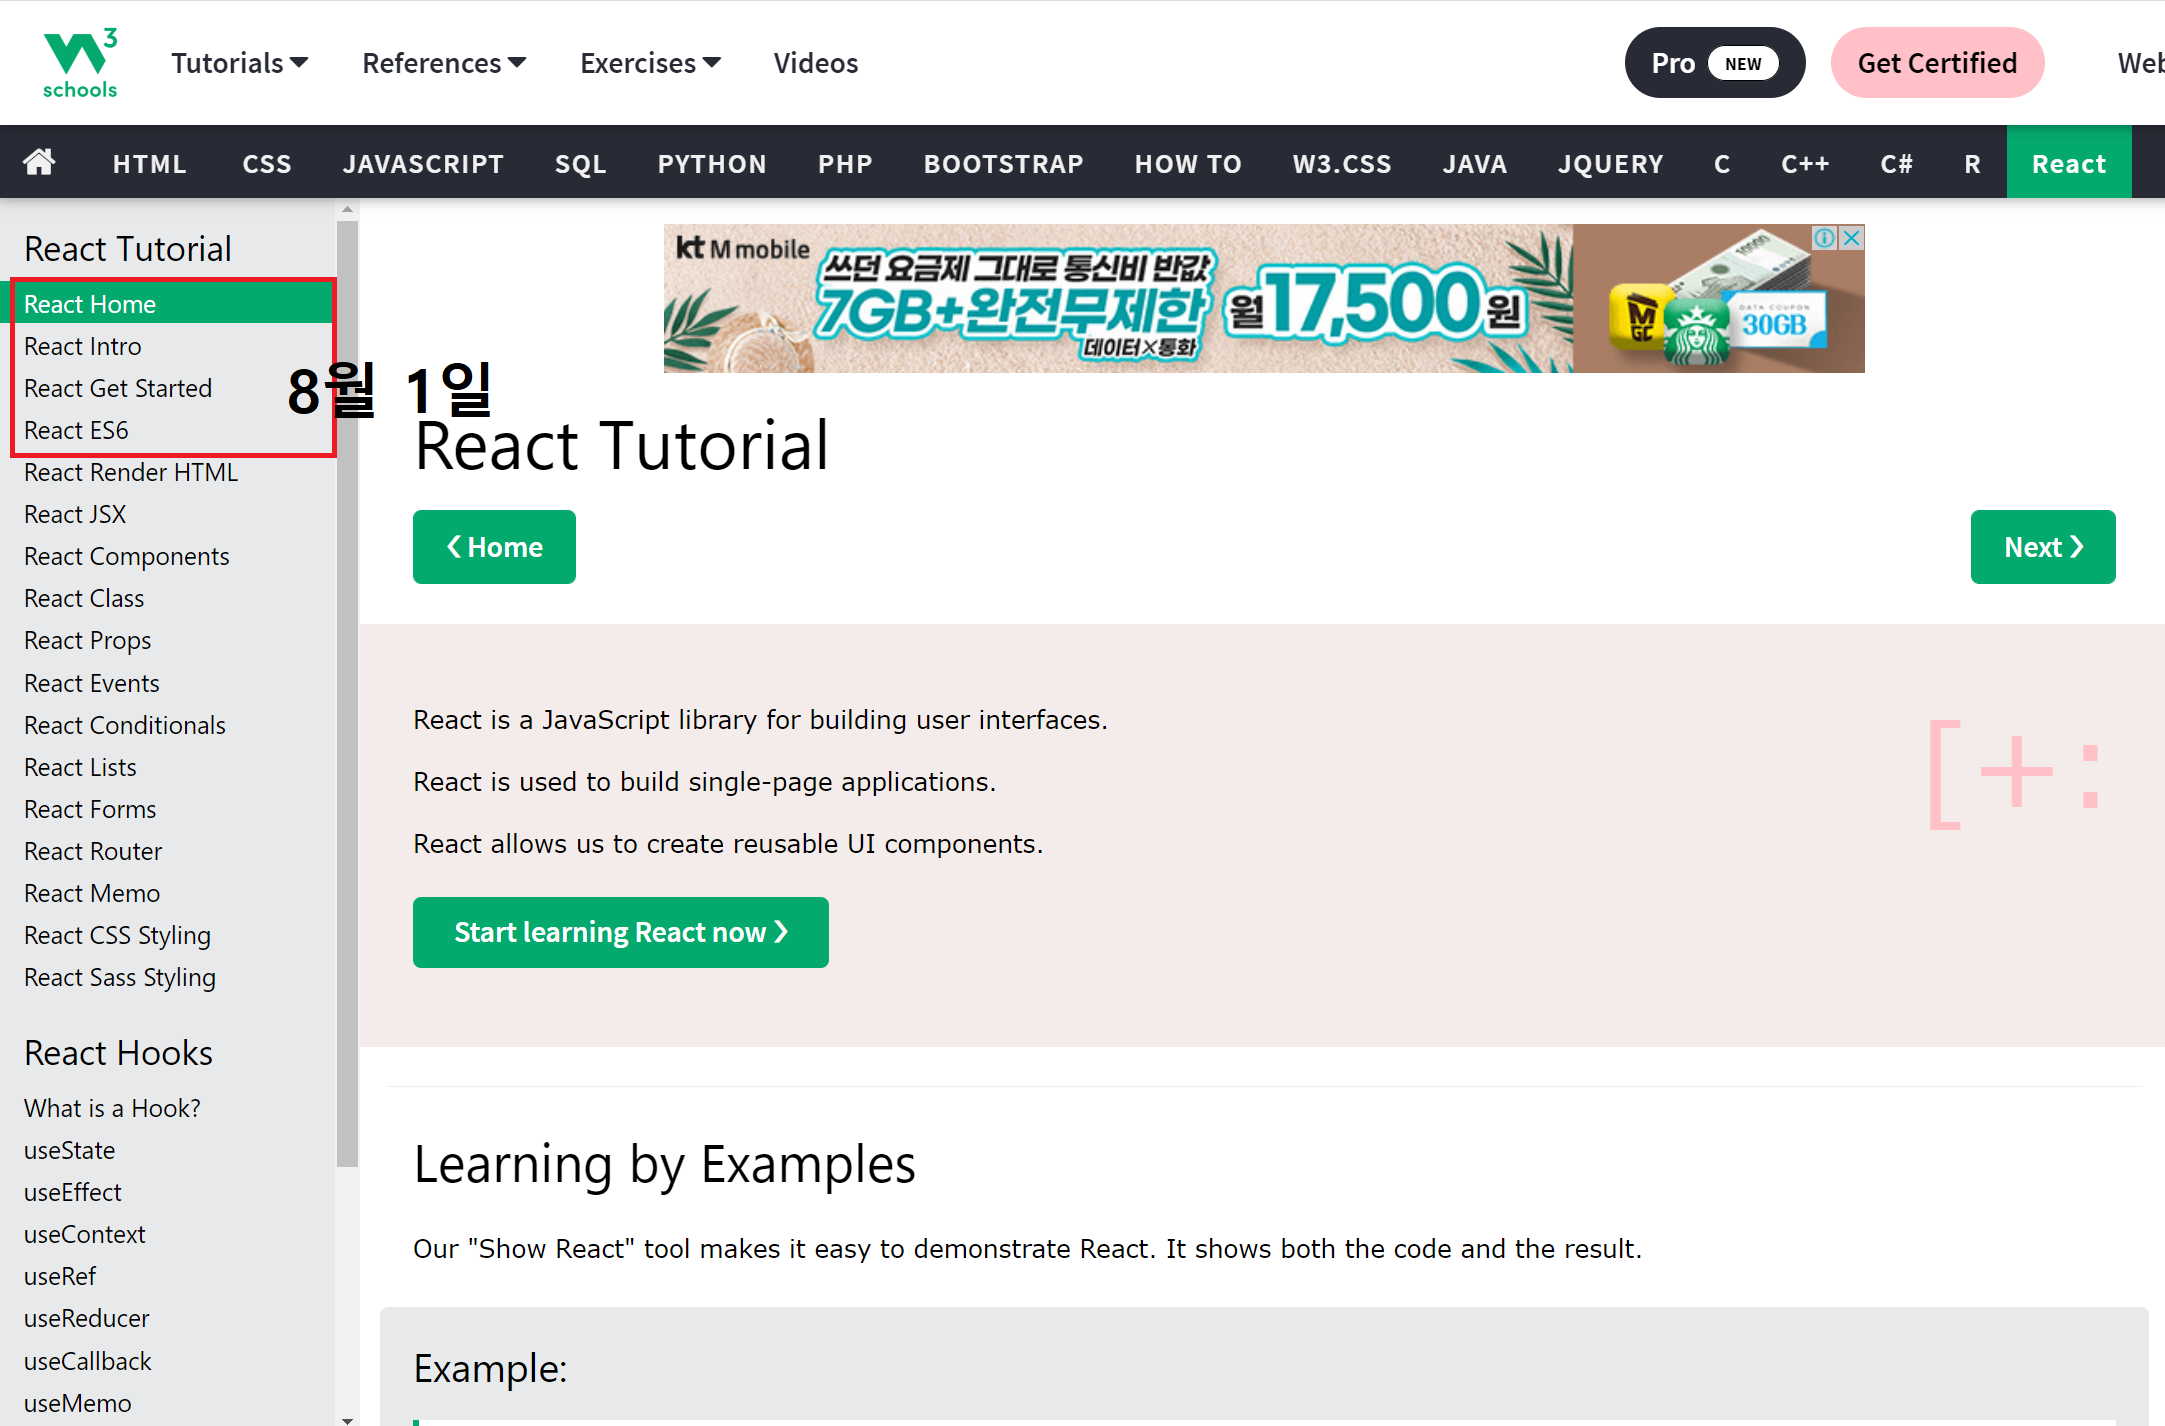 3
schools
Tutorials
References
Exercises
Videos
Pro NEW
Get Certified
Web
HTML CSS JAVASCRIPT SQL PYTHON PHP BOOTSTRAP HOW TO W3.CSS JAVA JQUERY C C++ C# R React
React Tutorial
React Home
React Intro
React Get Started
React ES6
React Render HTML
React JSX
React Components
React Class
React Props
React Events
React Conditionals
React Lists
React Forms
React Router
React Memo
React CSS Styling
React Sass Styling
React Hooks
What is a Hook?
useState
useEffect
useContext
useRef
useReducer
useCallback
useMemo
8월 1일
kt M mobile
쓰던 요금제 그대로 통신비 반값
7GB+완전무제한
데이터X통화
월 17,500원
10000
MGC
DATA COUPON
30GB
React Tutorial
❮ Home
Next ❯
React is a JavaScript library for building user interfaces.
React is used to build single-page applications.
React allows us to create reusable UI components.
[+:
Start learning React now ❯
Learning by Examples
Our "Show React" tool makes it easy to demonstrate React. It shows both the code and the result.
Example: